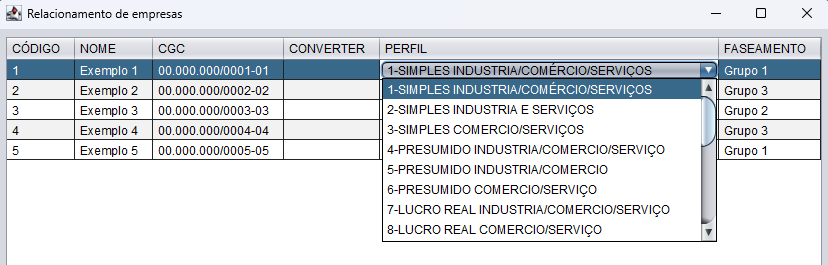 Relacionamento de empresas
CÓDIGO NOME CGC CONVERTER PERFIL FASEAMENTO
1 Exemplo 1 00.000.000/0001-01 1-SIMPLES INDUSTRIA/COMÉRCIO/SERVIÇOS Grupo 1
2 Exemplo 2 00.000.000/0002-02 1-SIMPLES INDUSTRIA/COMÉRCIO/SERVIÇOS Grupo 3
3 Exemplo 3 00.000.000/0003-03 2-SIMPLES INDUSTRIA E SERVIÇOS Grupo 2
4 Exemplo 4 00.000.000/0004-04 3-SIMPLES COMERCIO/SERVIÇOS Grupo 3
5 Exemplo 5 00.000.000/0005-05 4-PRESUMIDO INDUSTRIA/COMERCIO/SERVIÇO Grupo 1
5-PRESUMIDO INDUSTRIA/COMERCIO
6-PRESUMIDO COMERCIO/SERVIÇO
7-LUCRO REAL INDUSTRIA/COMERCIO/SERVIÇO
8-LUCRO REAL COMERCIO/SERVIÇO